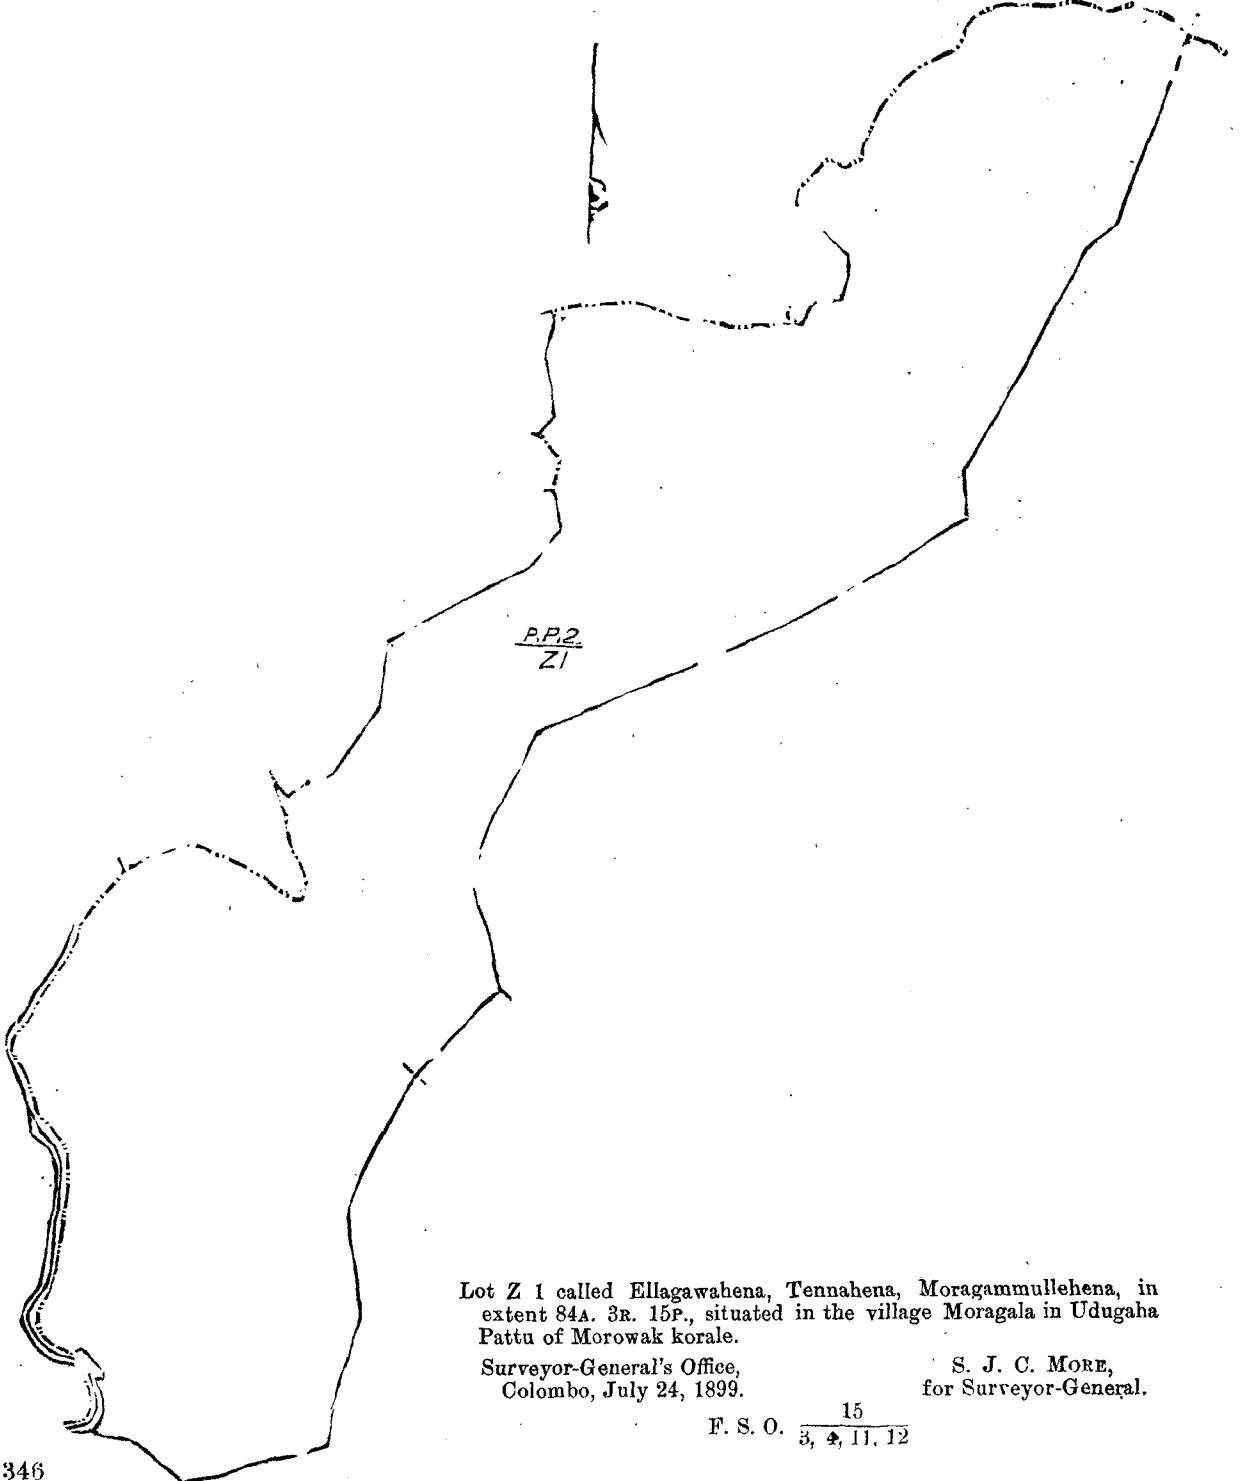 P.P.2
Z1
Lot Z 1 called Ellagawahena, Tennahena, Moragammullehena, in
extent 84A. 3R. 15P., situated in the village Moragala in Udugaha
Pattu of Morowak korale.
Surveyor-General's Office, S. J. C. MORE,
Colombo, July 24, 1899. for Surveyor-General.
15
F. S. O. 3, 4, 11, 12
346